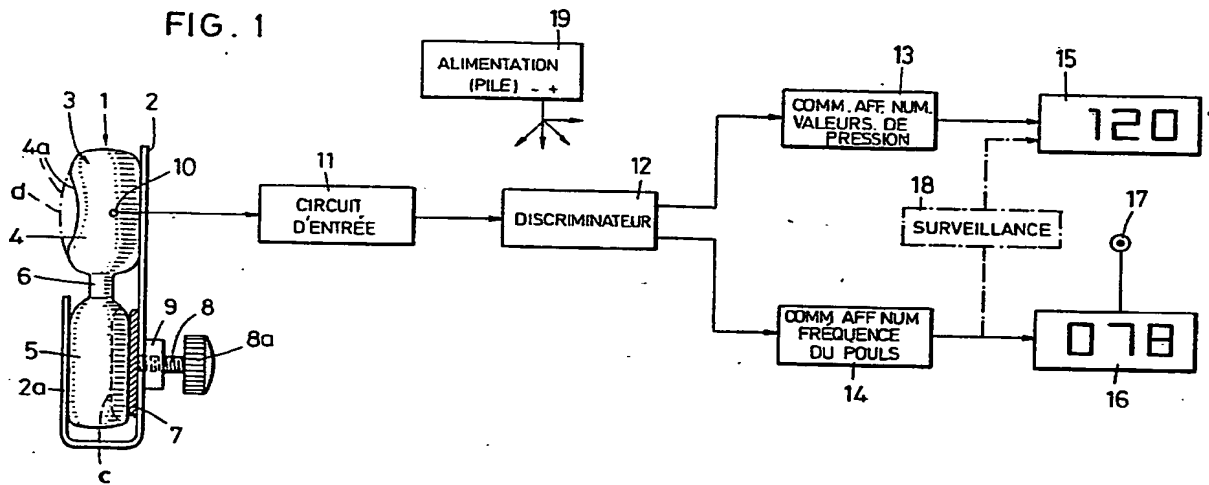 FIG. 1
19
ALIMENTATION
(PILE) - +
13
COMM. AFF. NUM.
VALEURS. DE
PRESSION
15
120
3
1
2
4a
10
d
4
11
CIRCUIT
D'ENTRÉE
12
DISCRIMINATEUR
18
SURVEILLANCE
17
6
9
8
8a
5
2a
7
c
COMM AFF NUM
FRÉQUENCE
DU POULS
14
078
16